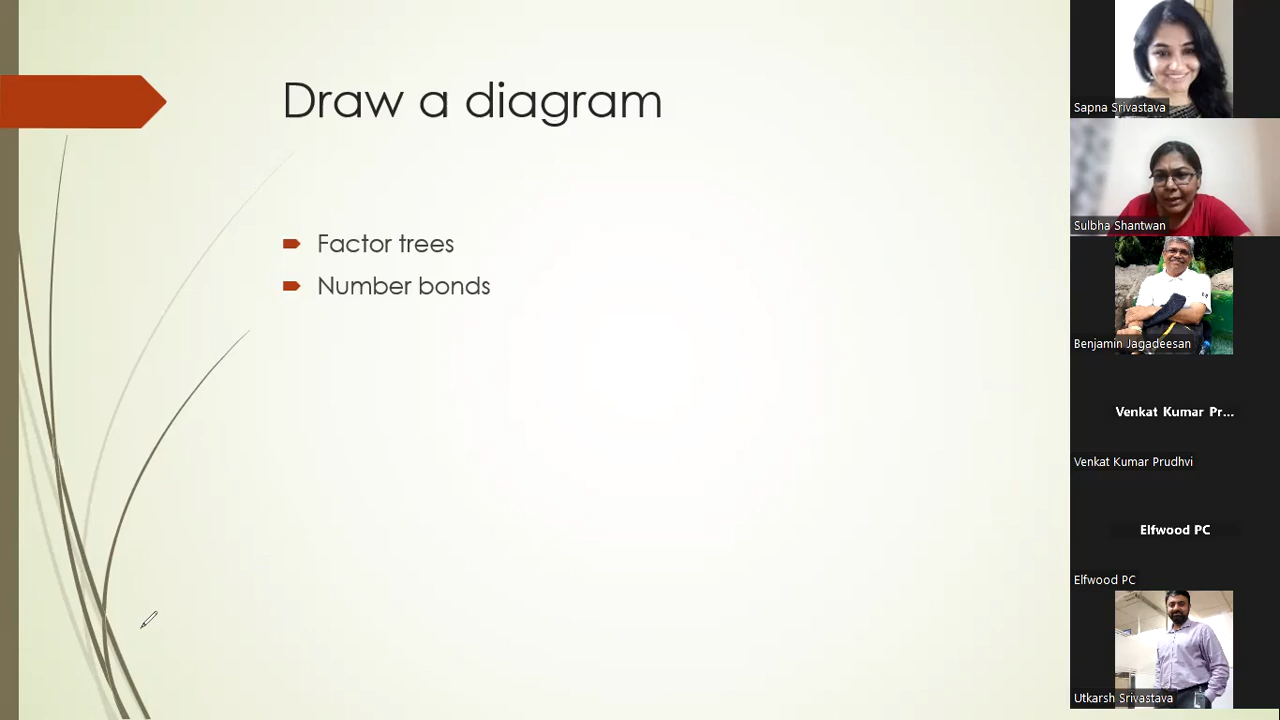 Draw a diagram
Factor trees
Number bonds
Sapna Srivastava
Sulbha Shantwan
Benjamin Jagadeesan
Venkat Kumar Pr...
Venkat Kumar Prudhvi
Elfwood PC
Elfwood PC
Utkarsh Srivastava